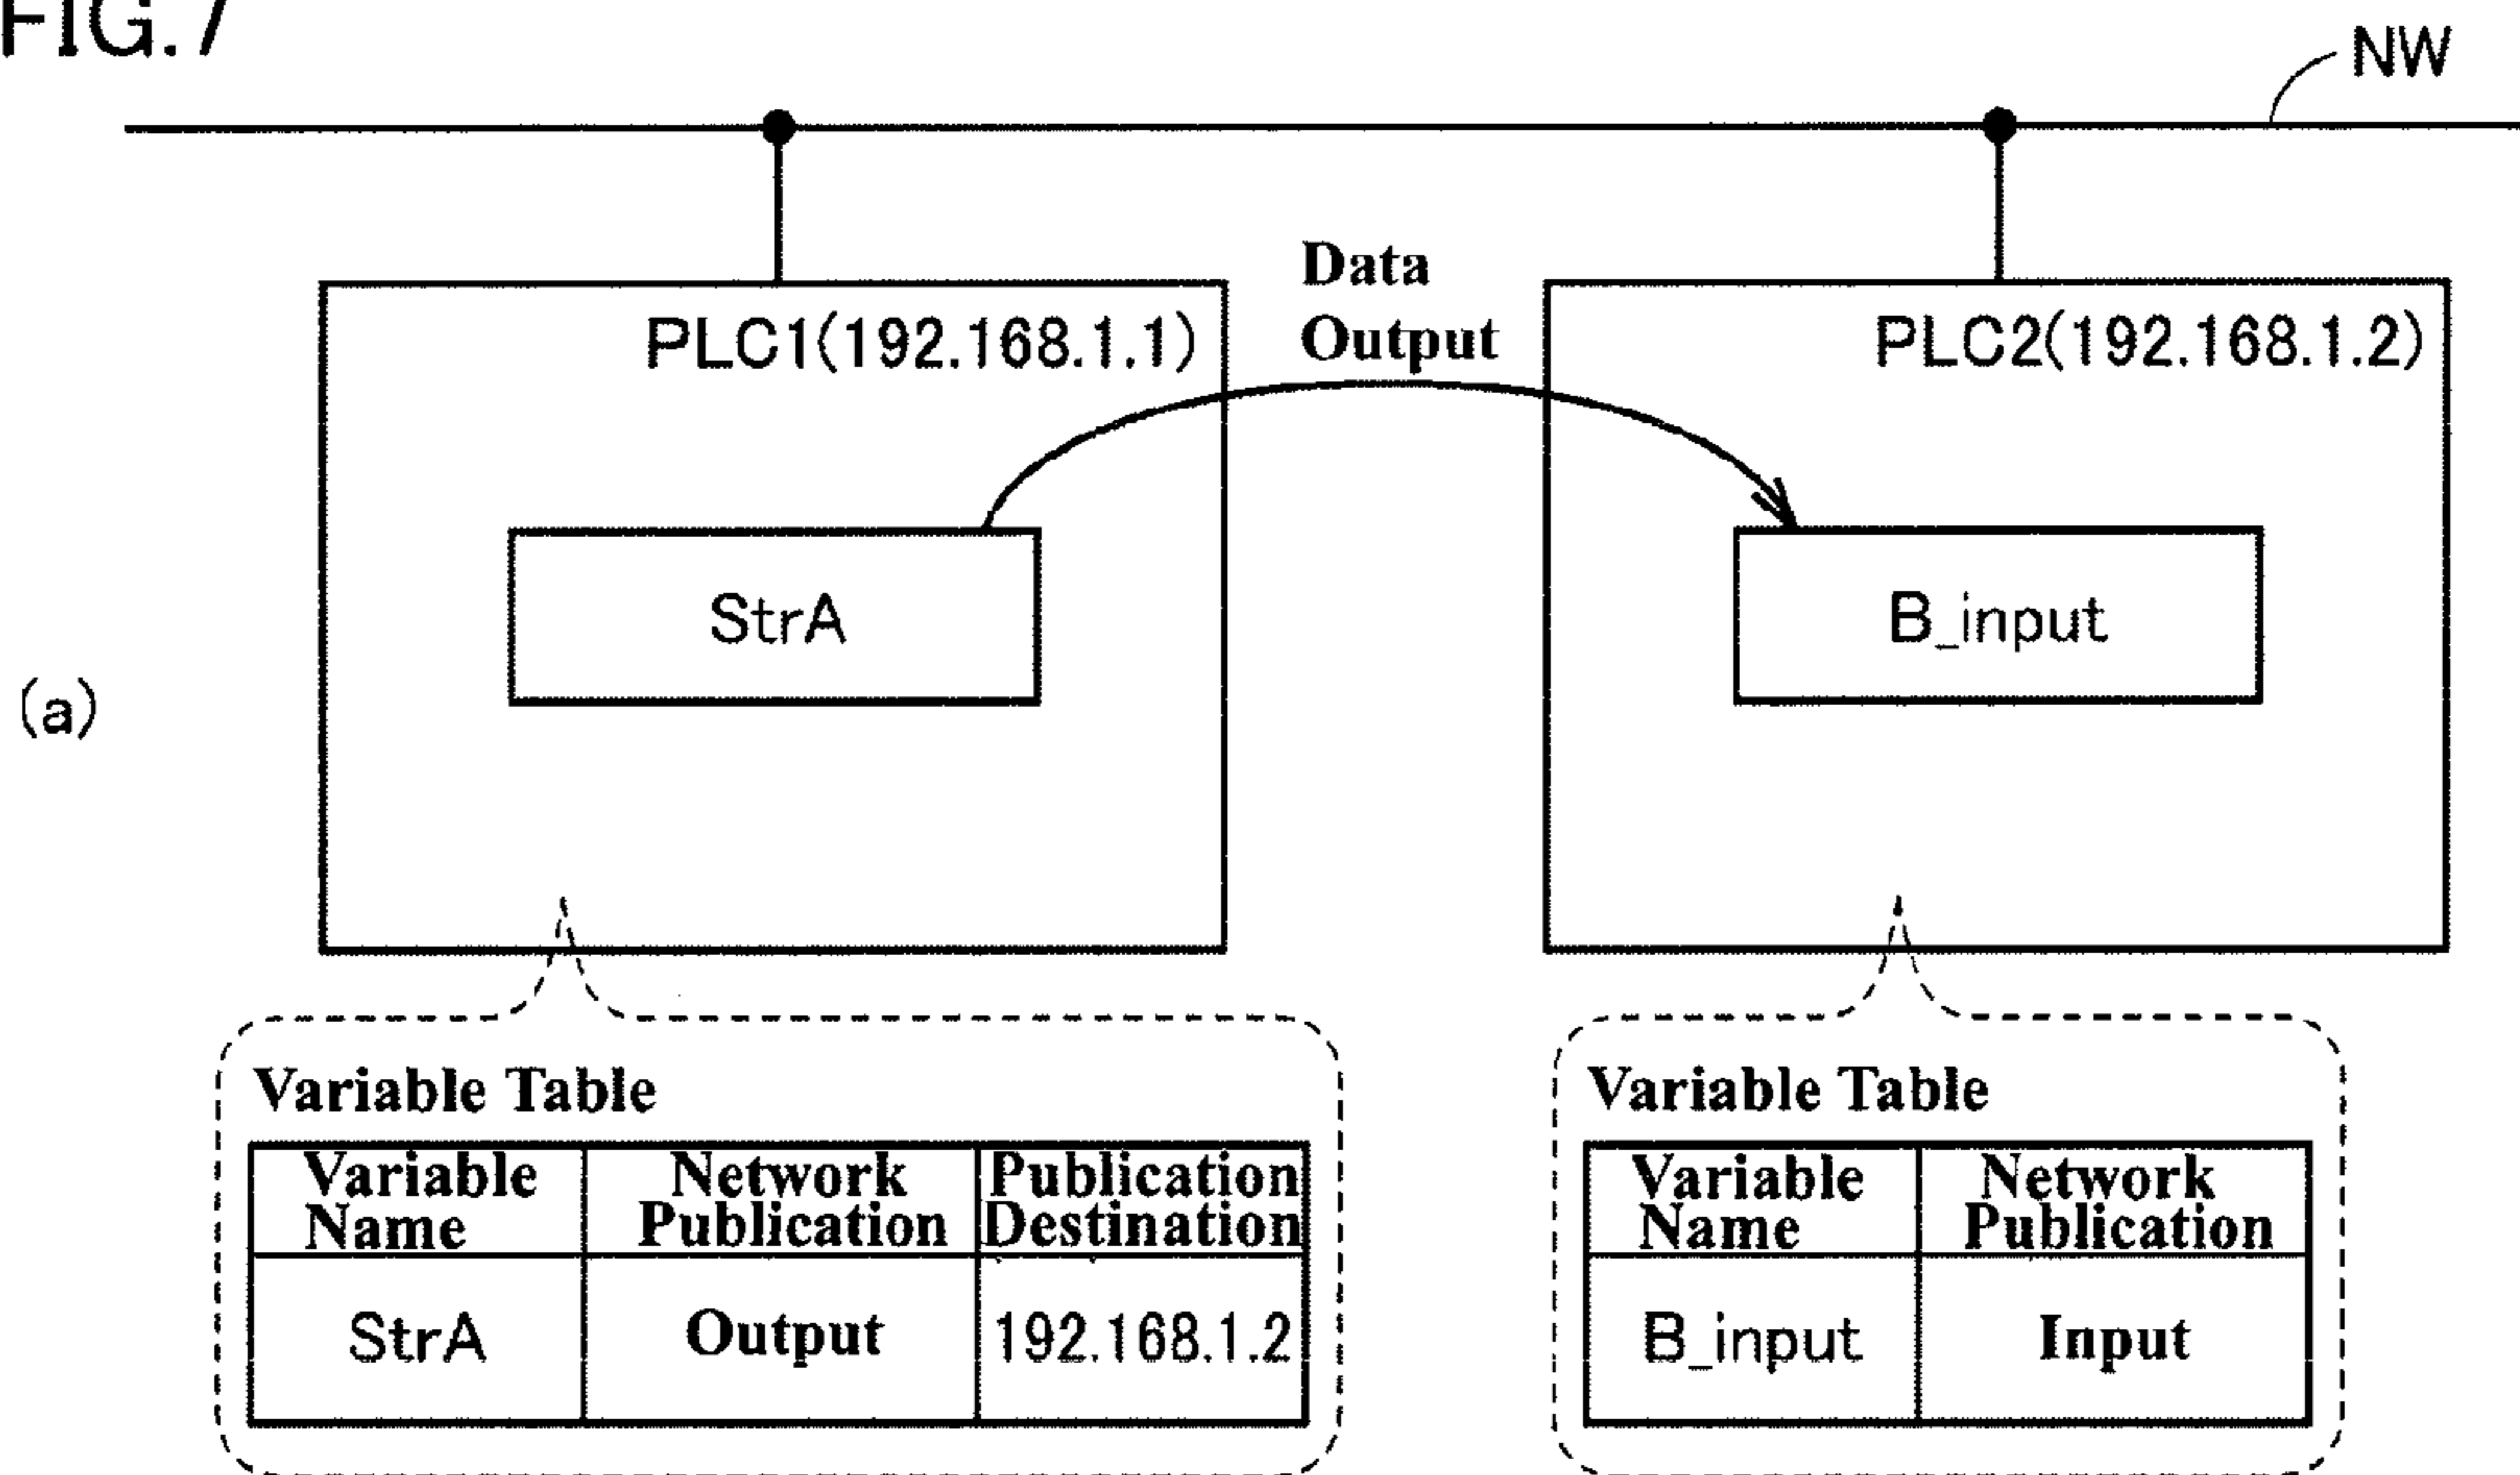 FIG.7
NW
Data
Output
PLC1(192.168.1.1)
PLC2(192.168.1.2)
StrA
B_input
(a)
Variable Table
Variable Name
Network Publication
Publication Destination
StrA
Output
192.168.1.2
Variable Table
Variable Name
Network Publication
B_input
Input